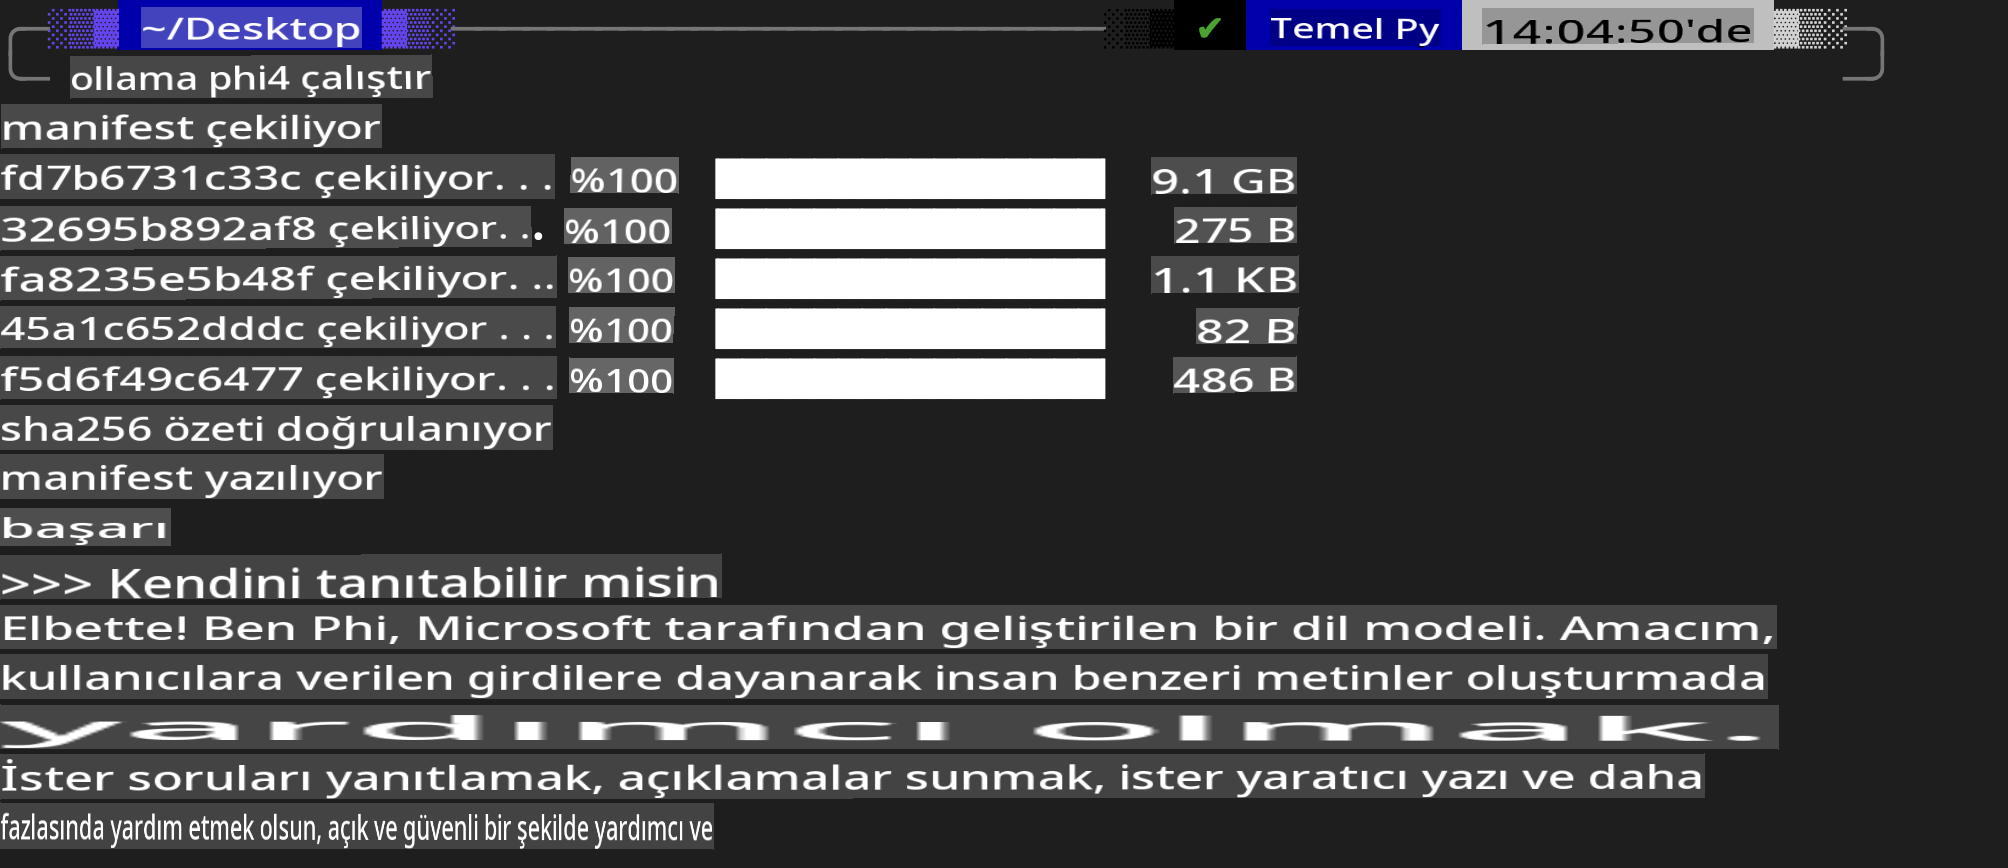 ~/Desktop ✔ Temel Py 14:04:50'de
ollama phi4 çalıştır
manifest çekiliyor
fd7b6731c33c çekiliyor. . . %100 9.1 GB
32695b892af8 çekiliyor. . . %100 275 B
fa8235e5b48f çekiliyor. . . %100 1.1 KB
45a1c652dddc çekiliyor . . . %100 82 B
f5d6f49c6477 çekiliyor. . . %100 486 B
sha256 özeti doğrulanıyor
manifest yazılıyor
başarı
>>> Kendini tanıtabilir misin
Elbette! Ben Phi, Microsoft tarafından geliştirilen bir dil modeli. Amacım,
kullanıcılara verilen girdilere dayanarak insan benzeri metinler oluşturmada
yardımcı olmak.
İster soruları yanıtlamak, açıklamalar sunmak, ister yaratıcı yazı ve daha
fazlasında yardım etmek olsun, açık ve güvenli bir şekilde yardımcı ve